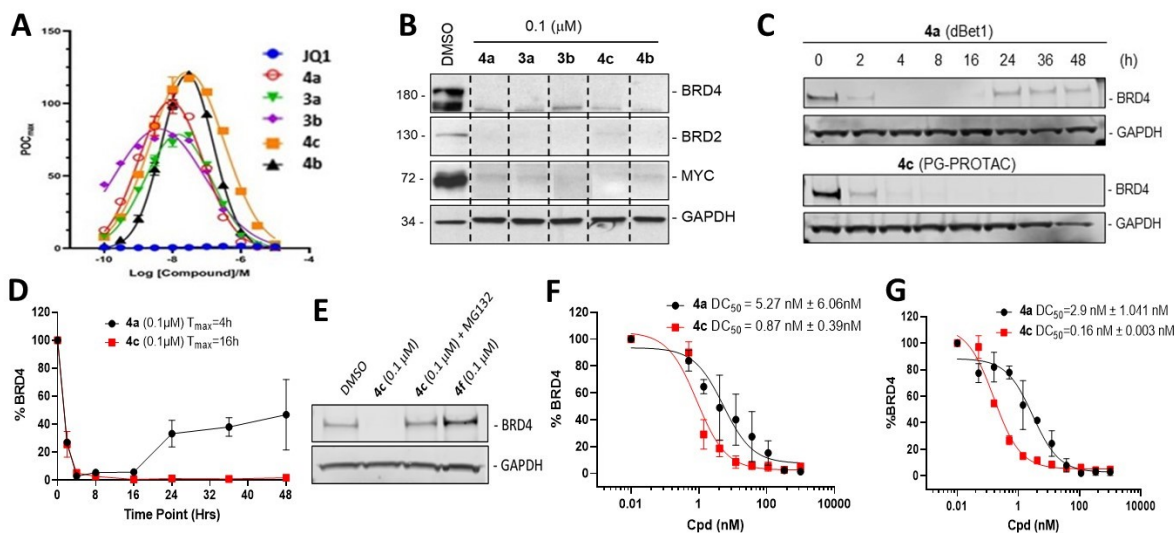 A
POCmax
150
100
50
0
-10
-8
-6
-4
Log [Compound]/M
JQ1
4a
3a
3b
4c
4b
B
DMSO
0.1 (μM)
4a 3a 3b 4c 4b
180 - - BRD4
130 - - BRD2
72 - - MYC
34 - - GAPDH
C
4a (dBet1)
0 2 4 8 16 24 36 48 (h)
- BRD4
- GAPDH
4c (PG-PROTAC)
- BRD4
- GAPDH
D
% BRD4
120
100
80
60
40
20
0
4a (0.1μM) Tmax=4h
4c (0.1μM) Tmax=16h
0 8 16 24 32 40 48
Time Point (Hrs)
E
DMSO
4c (0.1 μM)
4c (0.1 μM) + MG132
4f (0.1 μM)
- BRD4
- GAPDH
F
4a DC50 = 5.27 nM ± 6.06nM
4c DC50 = 0.87 nM ± 0.39nM
% BRD4
120
100
80
60
40
20
0
0.01 1 100 10000
Cpd (nM)
G
4a DC50=2.9 nM ± 1.041 nM
4c DC50=0.16 nM ± 0.003 nM
%BRD4
120
100
80
60
40
20
0
0.01 1 100 10000
Cpd (nM)